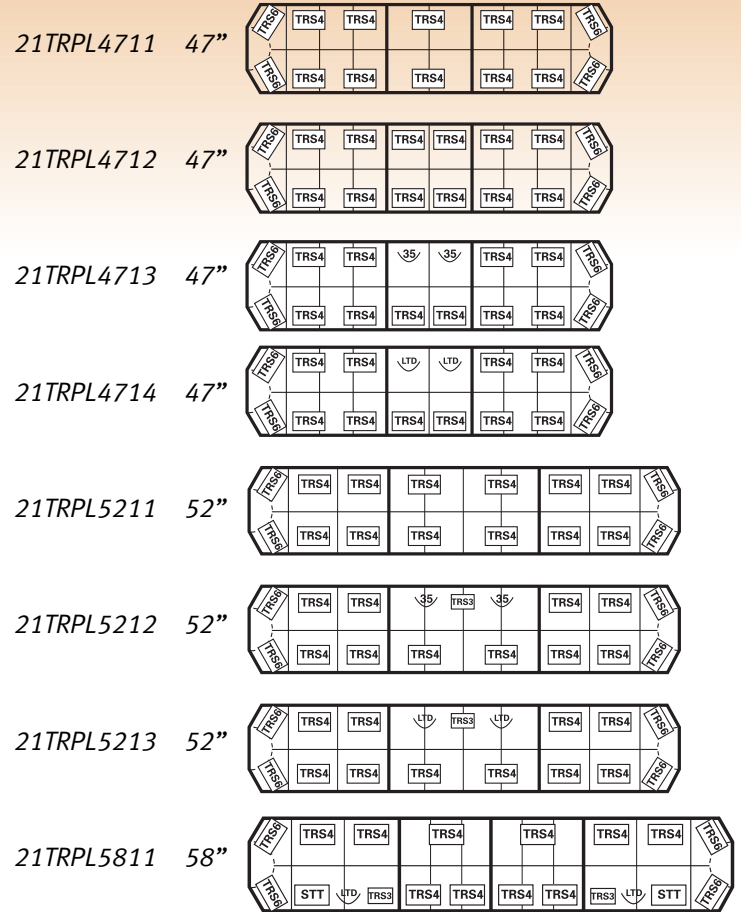 21TRPL4711 47”
TRS6 TRS4 TRS4 TRS4 TRS4 TRS4 TRS6
TRS6 TRS4 TRS4 TRS4 TRS4 TRS4 TRS6
21TRPL4712 47”
TRS6 TRS4 TRS4 TRS4 TRS4 TRS4 TRS4 TRS6
TRS6 TRS4 TRS4 TRS4 TRS4 TRS4 TRS4 TRS6
21TRPL4713 47”
TRS6 TRS4 TRS4 35 35 TRS4 TRS4 TRS6
TRS6 TRS4 TRS4 TRS4 TRS4 TRS4 TRS4 TRS6
21TRPL4714 47”
TRS6 TRS4 TRS4 LTD LTD TRS4 TRS4 TRS6
TRS6 TRS4 TRS4 TRS4 TRS4 TRS4 TRS4 TRS6
21TRPL5211 52”
TRS6 TRS4 TRS4 TRS4 TRS4 TRS4 TRS4 TRS6
TRS6 TRS4 TRS4 TRS4 TRS4 TRS4 TRS4 TRS6
21TRPL5212 52”
TRS6 TRS4 TRS4 35 TRS3 35 TRS4 TRS4 TRS6
TRS6 TRS4 TRS4 TRS4 TRS4 TRS4 TRS4 TRS6
21TRPL5213 52”
TRS6 TRS4 TRS4 LTD TRS3 LTD TRS4 TRS4 TRS6
TRS6 TRS4 TRS4 TRS4 TRS4 TRS4 TRS4 TRS6
21TRPL5811 58”
TRS6 TRS4 TRS4 TRS4 TRS4 TRS4 TRS4 TRS6
TRS6 STT LTD TRS3 TRS4 TRS4 TRS4 TRS4 TRS3 LTD STT TRS6